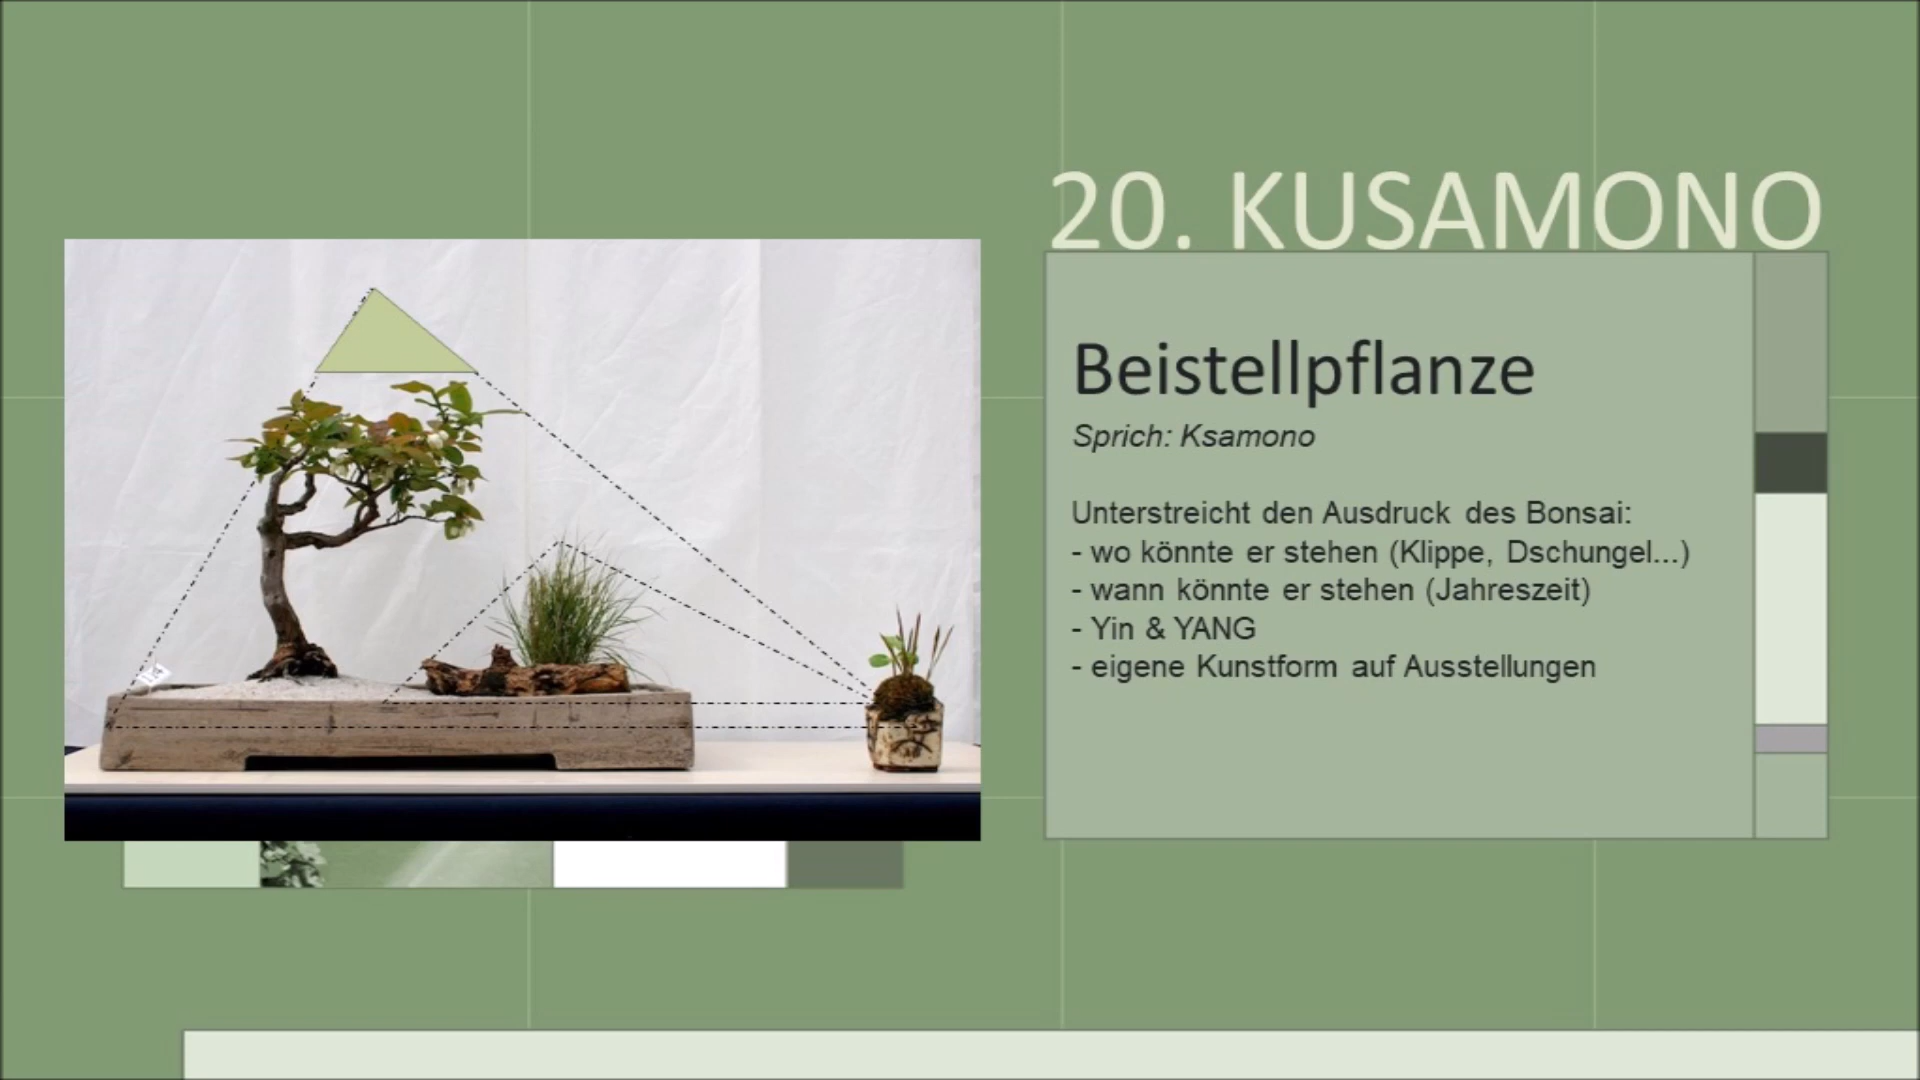 20. KUSAMONO
Beistellpflanze
Sprich: Ksamono
Unterstreicht den Ausdruck des Bonsai:
- wo könnte er stehen (Klippe, Dschungel...)
- wann könnte er stehen (Jahreszeit)
- Yin & YANG
- eigene Kunstform auf Ausstellungen